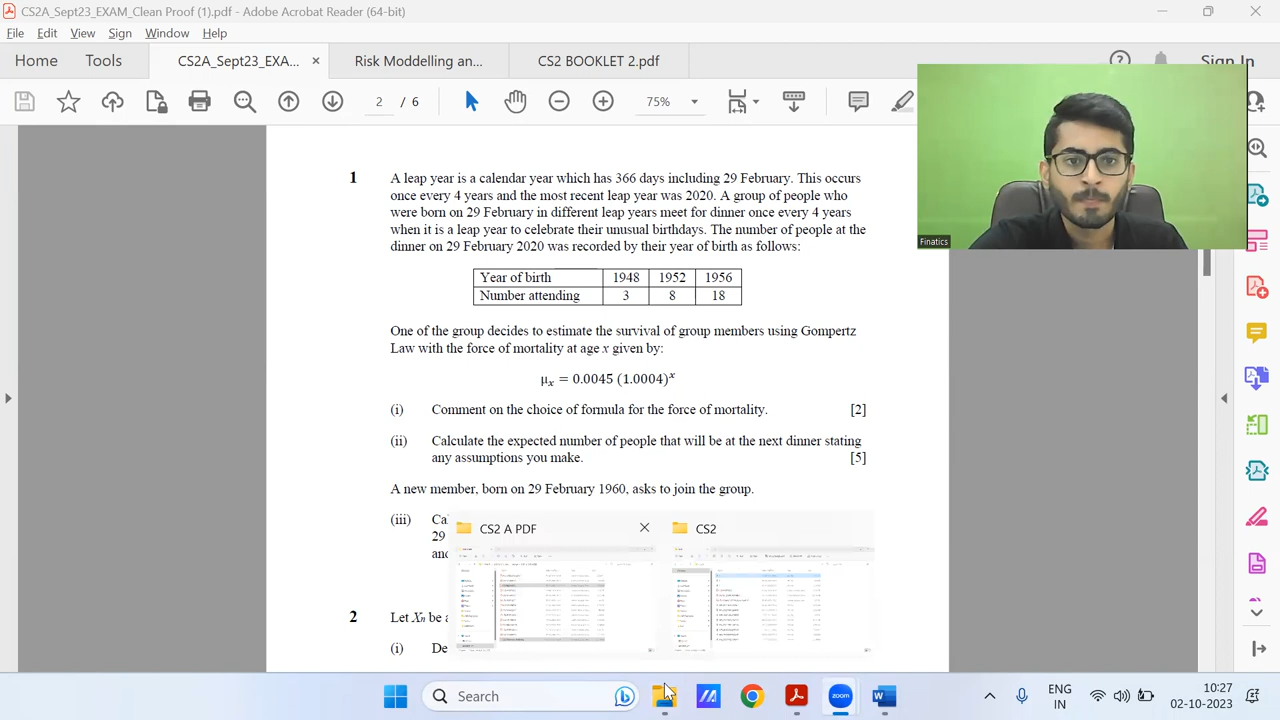 CS2A_Sept23_EXAM_Clean Proof (1).pdf - Adobe Acrobat Reader (64-bit)
File Edit View Sign Window Help
Home Tools CS2A_Sept23_EXA... × Risk Moddelling an... CS2 BOOKLET 2.pdf ? Sign In
2 / 6 75%
Finatics
1 A leap year is a calendar year which has 366 days including 29 February. This occurs
once every 4 years and the most recent leap year was 2020. A group of people who
were born on 29 February in different leap years meet for dinner once every 4 years
when it is a leap year to celebrate their unusual birthdays. The number of people at the
dinner on 29 February 2020 was recorded by their year of birth as follows:
Year of birth 1948 1952 1956
Number attending 3 8 18
One of the group decides to estimate the survival of group members using Gompertz
Law with the force of mortality at age x given by:
μx = 0.0045 (1.0004)^x
(i) Comment on the choice of formula for the force of mortality. [2]
(ii) Calculate the expected number of people that will be at the next dinner stating
any assumptions you make. [5]
A new member, born on 29 February 1960, asks to join the group.
(iii) Ca
29
and
CS2 A PDF
CS2
Let
be
(i) De
Search
ENG
IN
10:27
02-10-2023